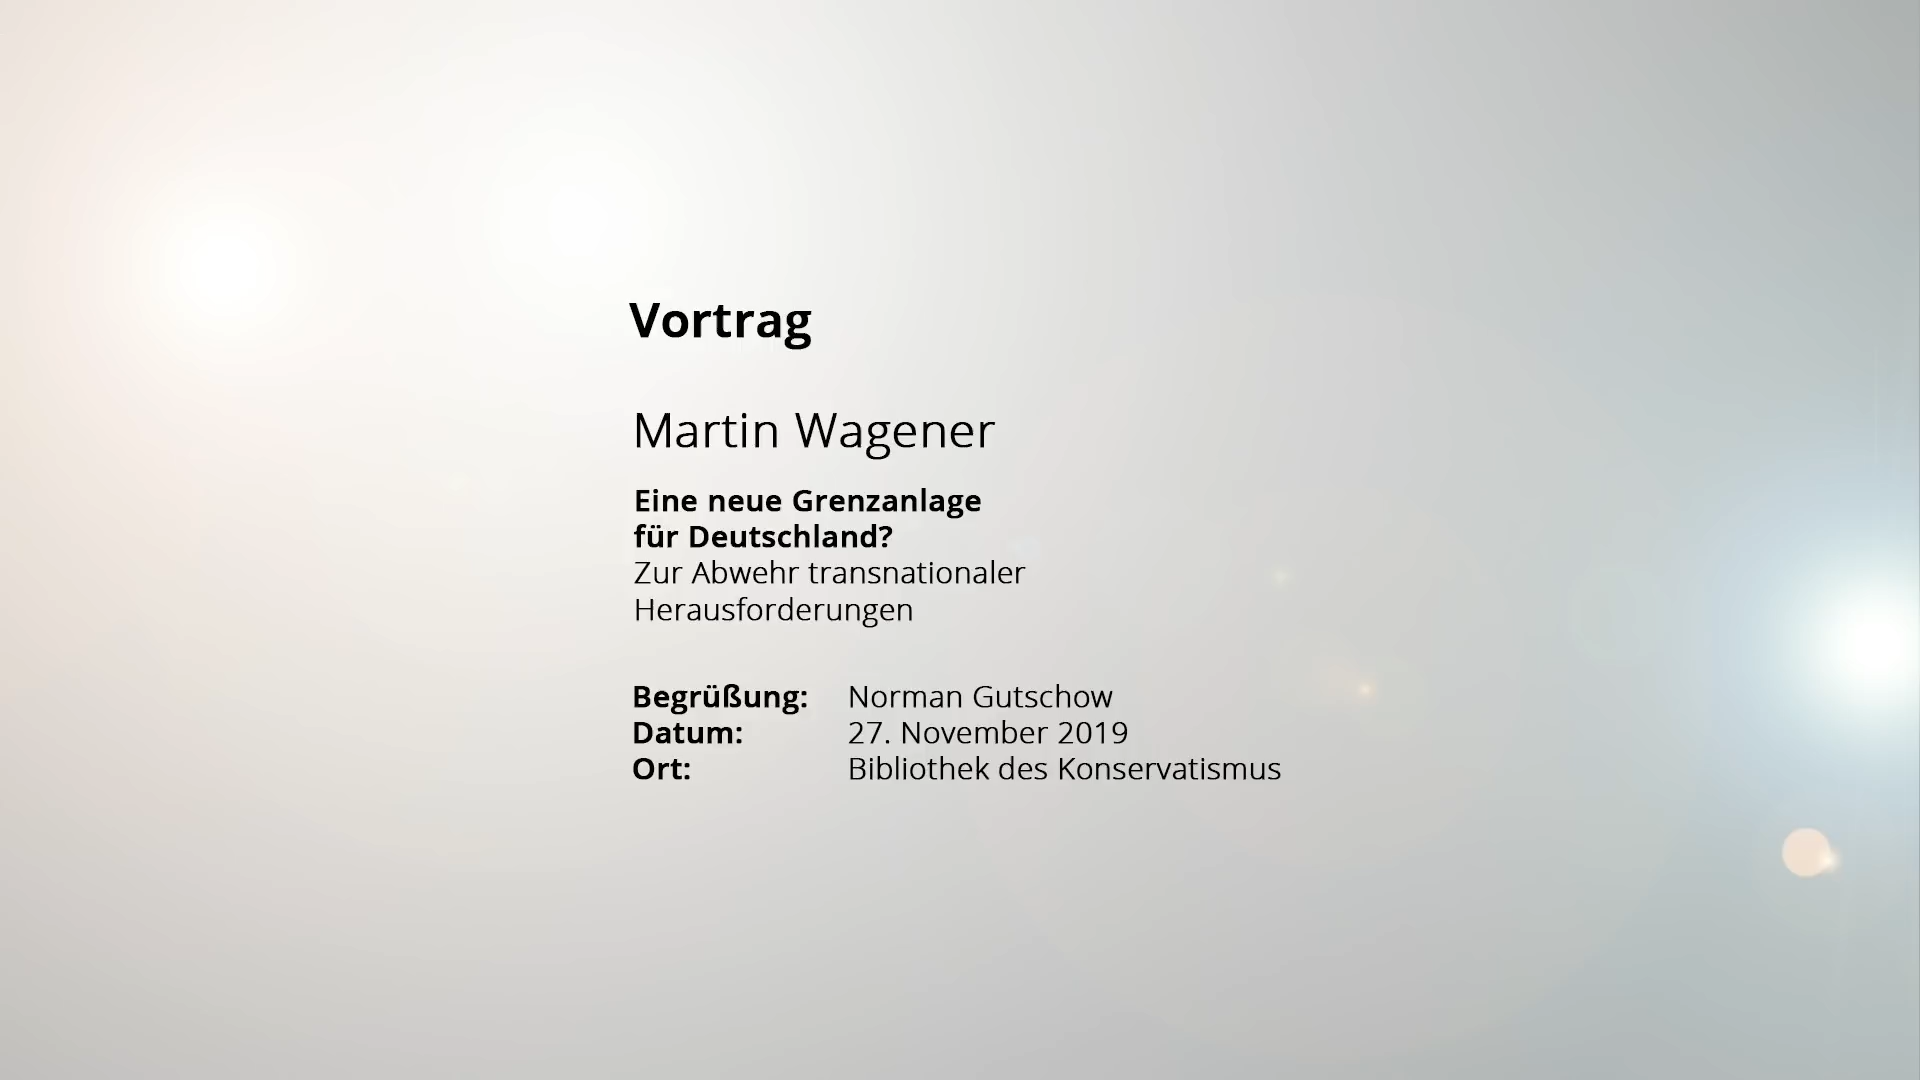 Vortrag
Martin Wagener
Eine neue Grenzanlage
für Deutschland?
Zur Abwehr transnationaler
Herausforderungen
Begrüßung: Norman Gutschow
Datum: 27. November 2019
Ort: Bibliothek des Konservatismus